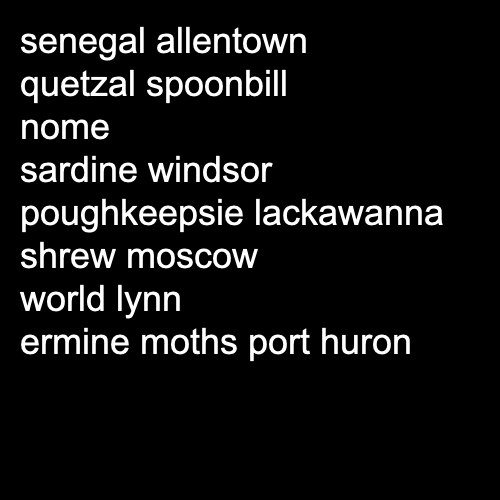 senegal allentown
quetzal spoonbill
nome
sardine windsor
poughkeepsie lackawanna
shrew moscow
world lynn
ermine moths port huron